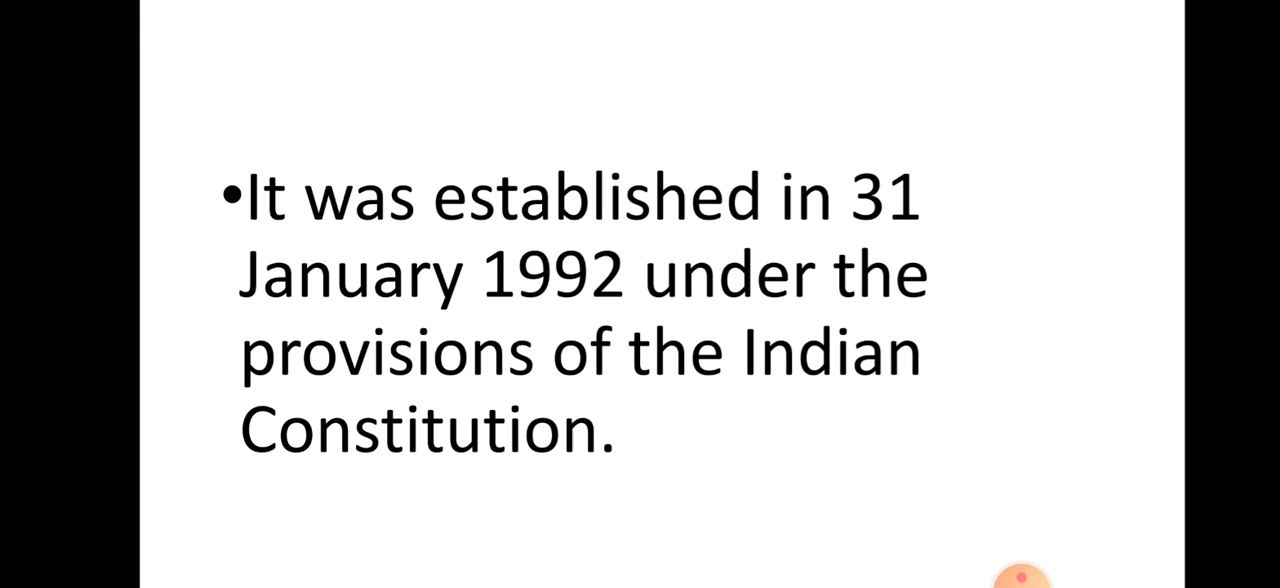 •It was established in 31
January 1992 under the
provisions of the Indian
Constitution.